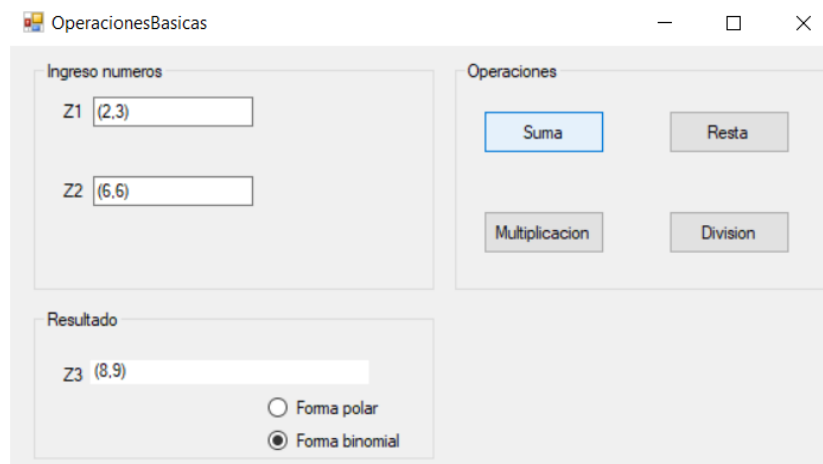 OperacionesBasicas
Ingreso numeros
Z1 (2,3)
Z2 (6,6)
Operaciones
Suma Resta
Multiplicacion Division
Resultado
Z3 (8,9)
Forma polar
Forma binomial